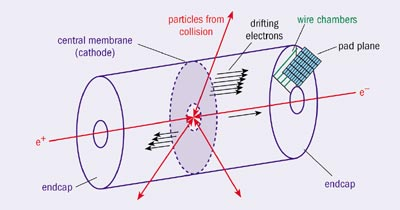 particles from
collision
drifting
electrons
wire chambers
pad plane
central membrane
(cathode)
e⁻
e⁺
endcap
endcap